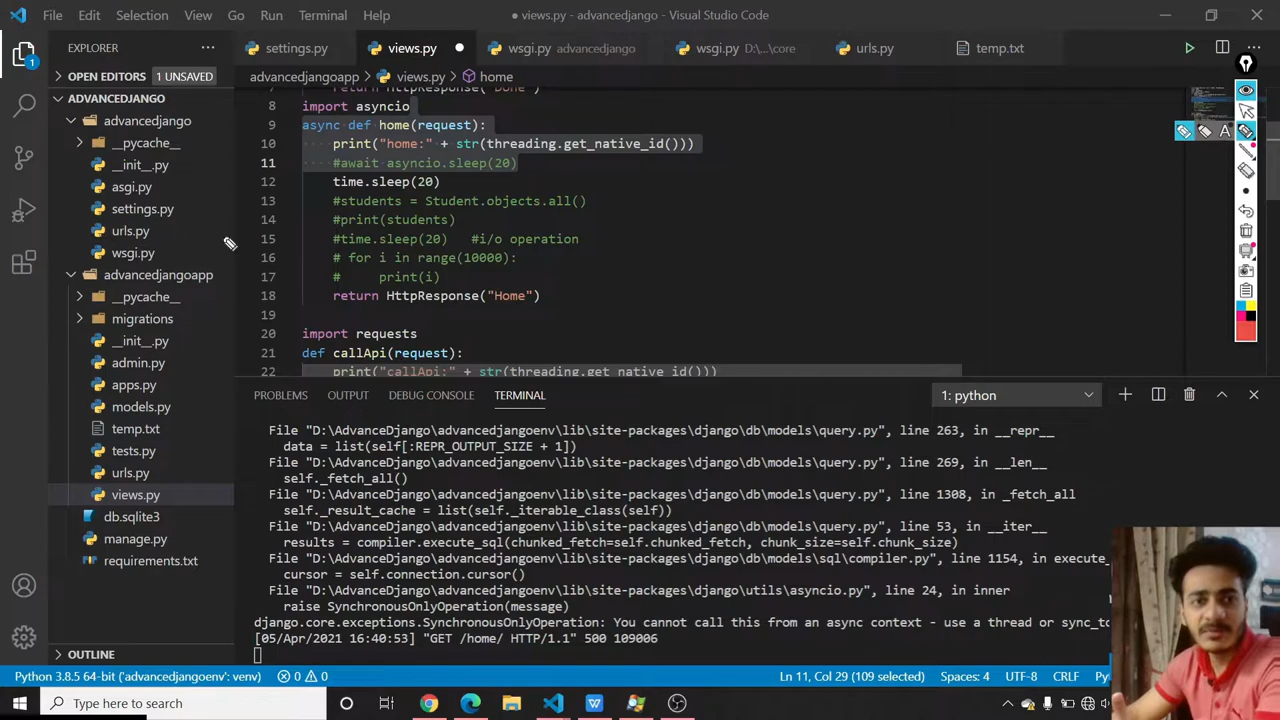 File Edit Selection View Go Run Terminal Help
● views.py - advancedjango - Visual Studio Code
EXPLORER
settings.py views.py ● wsgi.py advancedjango wsgi.py D:\...\core urls.py temp.txt
OPEN EDITORS 1 UNSAVED
advancedjangoapp > views.py > home
ADVANCEDJANGO
advancedjango
__pycache__
__init__.py
asgi.py
settings.py
urls.py
wsgi.py
advancedjangoapp
__pycache__
migrations
__init__.py
admin.py
apps.py
models.py
temp.txt
tests.py
urls.py
views.py
db.sqlite3
manage.py
requirements.txt
OUTLINE
1
7 return HttpResponse("Done")
8 import asyncio
9 async def home(request):
10 print("home:" + str(threading.get_native_id()))
11 #await asyncio.sleep(20)
12 time.sleep(20)
13 #students = Student.objects.all()
14 #print(students)
15 #time.sleep(20) #i/o operation
16 # for i in range(10000):
17 # print(i)
18 return HttpResponse("Home")
19
20 import requests
21 def callApi(request):
22 print("callApi:" + str(threading.get_native_id()))
A
PROBLEMS OUTPUT DEBUG CONSOLE TERMINAL 1: python
File "D:\AdvanceDjango\advancedjangoenv\lib\site-packages\django\db\models\query.py", line 263, in __repr__
data = list(self[:REPR_OUTPUT_SIZE + 1])
File "D:\AdvanceDjango\advancedjangoenv\lib\site-packages\django\db\models\query.py", line 269, in __len__
self._fetch_all()
File "D:\AdvanceDjango\advancedjangoenv\lib\site-packages\django\db\models\query.py", line 1308, in _fetch_all
self._result_cache = list(self._iterable_class(self))
File "D:\AdvanceDjango\advancedjangoenv\lib\site-packages\django\db\models\query.py", line 53, in __iter__
results = compiler.execute_sql(chunked_fetch=self.chunked_fetch, chunk_size=self.chunk_size)
File "D:\AdvanceDjango\advancedjangoenv\lib\site-packages\django\db\models\sql\compiler.py", line 1154, in execute_
cursor = self.connection.cursor()
File "D:\AdvanceDjango\advancedjangoenv\lib\site-packages\django\utils\asyncio.py", line 24, in inner
raise SynchronousOnlyOperation(message)
django.core.exceptions.SynchronousOnlyOperation: You cannot call this from an async context - use a thread or sync_to
[05/Apr/2021 16:40:53] "GET /home/ HTTP/1.1" 500 109006
Python 3.8.5 64-bit ('advancedjangoenv': venv) 0 0 Ln 11, Col 29 (109 selected) Spaces: 4 UTF-8 CRLF Py
Type here to search